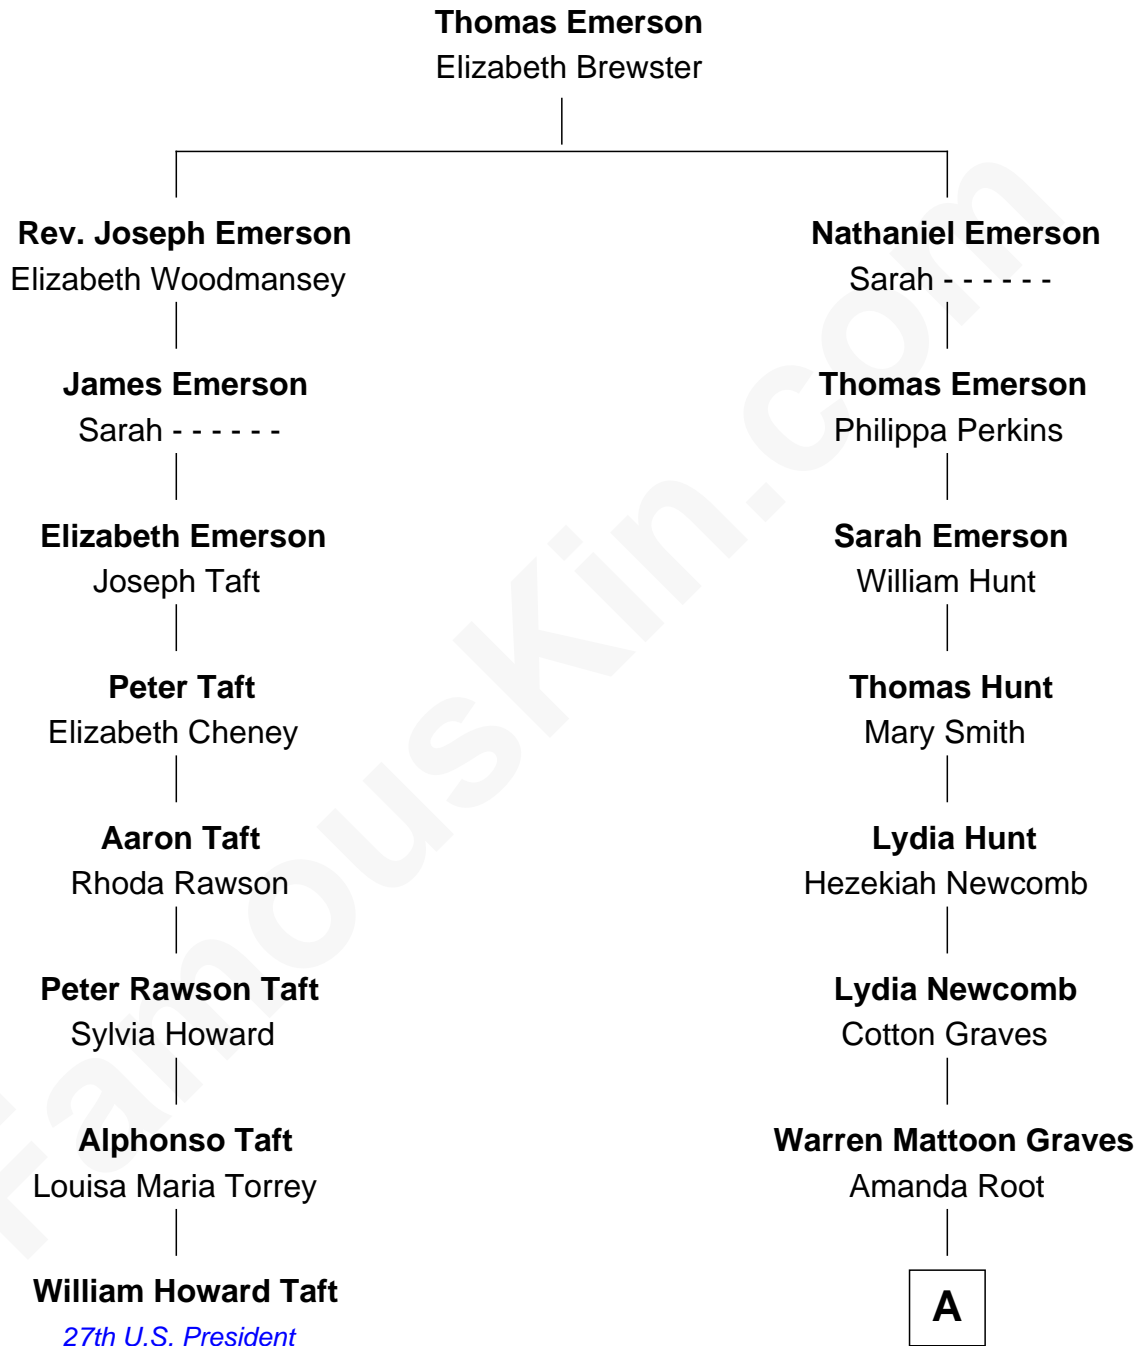 Thomas Emerson
Elizabeth Brewster
Rev. Joseph Emerson
Elizabeth Woodmansey
James Emerson
Sarah - - - - - -
Elizabeth Emerson
Joseph Taft
Peter Taft
Elizabeth Cheney
Aaron Taft
Rhoda Rawson
Peter Rawson Taft
Sylvia Howard
Alphonso Taft
Louisa Maria Torrey
William Howard Taft
27th U.S. President
Nathaniel Emerson
Sarah - - - - - -
Thomas Emerson
Philippa Perkins
Sarah Emerson
William Hunt
Thomas Hunt
Mary Smith
Lydia Hunt
Hezekiah Newcomb
Lydia Newcomb
Cotton Graves
Warren Mattoon Graves
Amanda Root
A
FamousKin.com